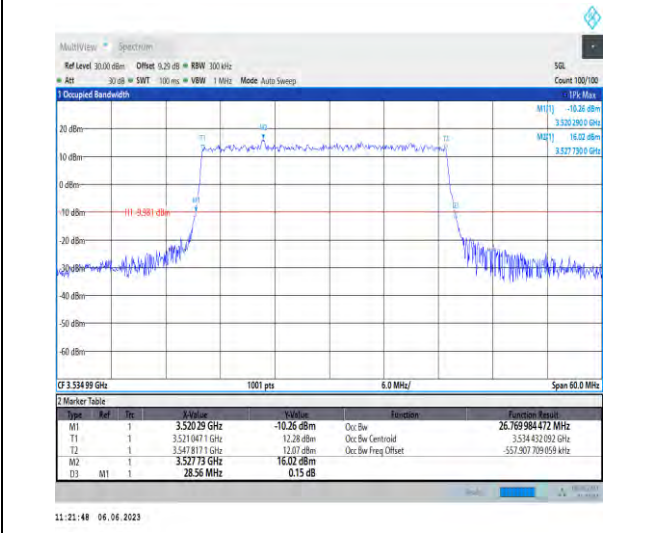 MultiView Spectrum
Ref Level 30.00 dBm Offset 9.29 dB RBW 300 kHz SGL
Att 30 dB SWT 100 ms VBW 1 MHz Mode Auto Sweep Count 100/100
1 Occupied Bandwidth 1Pk Max
M1[1] -10.26 dBm
3.520 290 0 GHz
M2[1] 16.02 dBm
3.527 730 0 GHz
20 dBm
10 dBm
0 dBm
-10 dBm
H1 -9.981 dBm
-20 dBm
-30 dBm
-40 dBm
-50 dBm
-60 dBm
T1
M2
T2
M1
D3
CF 3.534 99 GHz 1001 pts 6.0 MHz/ Span 60.0 MHz
2 Marker Table
Type Ref Trc X-Value Y-Value Function Function Result
M1 1 3.520 29 GHz -10.26 dBm Occ Bw 26.769 984 472 MHz
T1 1 3.521 047 1 GHz 12.28 dBm Occ Bw Centroid 3.534 432 092 GHz
T2 1 3.547 817 1 GHz 12.07 dBm Occ Bw Freq Offset -557.907 709 059 kHz
M2 1 3.527 73 GHz 16.02 dBm
D3 M1 1 28.56 MHz 0.15 dB
11:21:48 06.06.2023